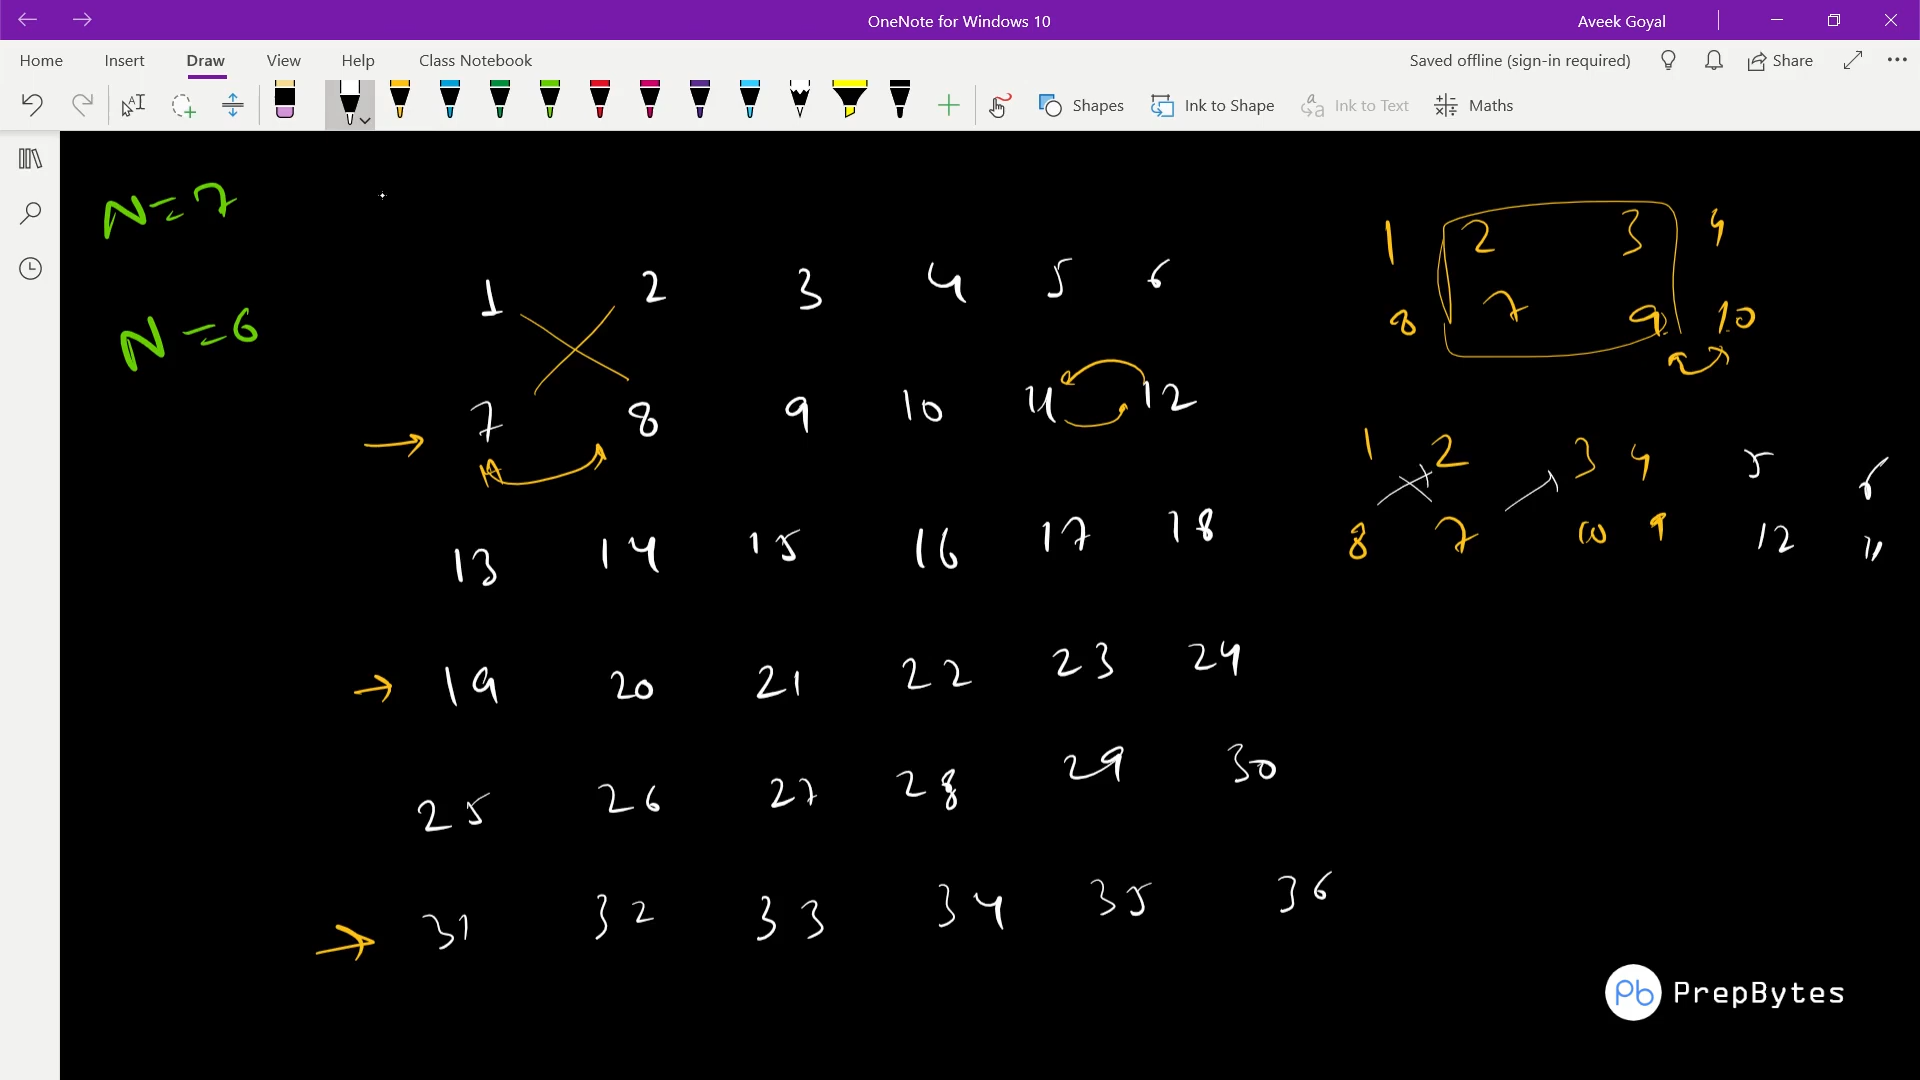 OneNote for Windows 10
Aveek Goyal
Home Insert Draw View Help Class Notebook
Saved offline (sign-in required) Share
Shapes Ink to Shape Ink to Text Maths
N=7
N=6
1 2 3 4 5 6
7 8 9 10 11 12
13 14 15 16 17 18
19 20 21 22 23 24
25 26 27 28 29 30
31 32 33 34 35 36
1 2 3 4
8 7 9 10
1 2 3 4 5 6
8 7 10 9 12 11
Pb PrepBytes